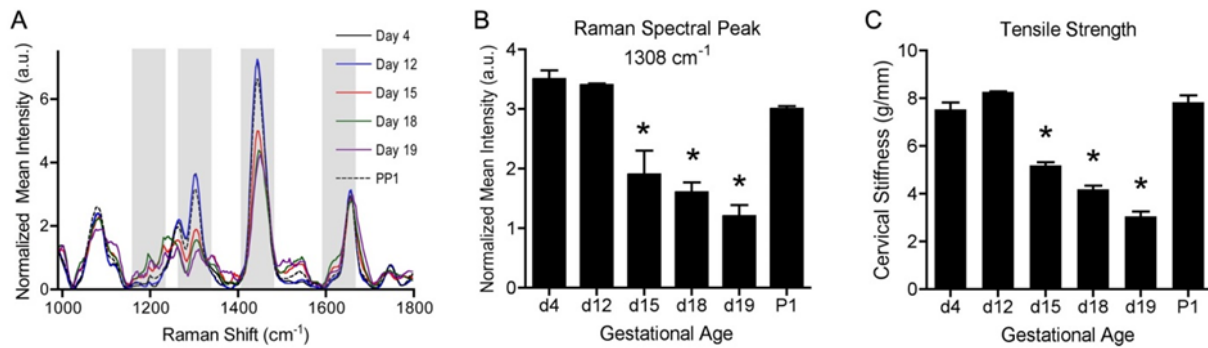 A
Normalized Mean Intensity (a.u.)
6
4
2
0
1000
1200
1400
1600
1800
Raman Shift (cm-1)
Day 4
Day 12
Day 15
Day 18
Day 19
PP1
B
Raman Spectral Peak
1308 cm-1
Normalized Mean Intensity (a.u.)
4
3
2
1
0
*
*
*
d4
d12
d15
d18
d19
P1
Gestational Age
C
Tensile Strength
Cervical Stiffness (g/mm)
10
8
6
4
2
0
*
*
*
d4
d12
d15
d18
d19
P1
Gestational Age